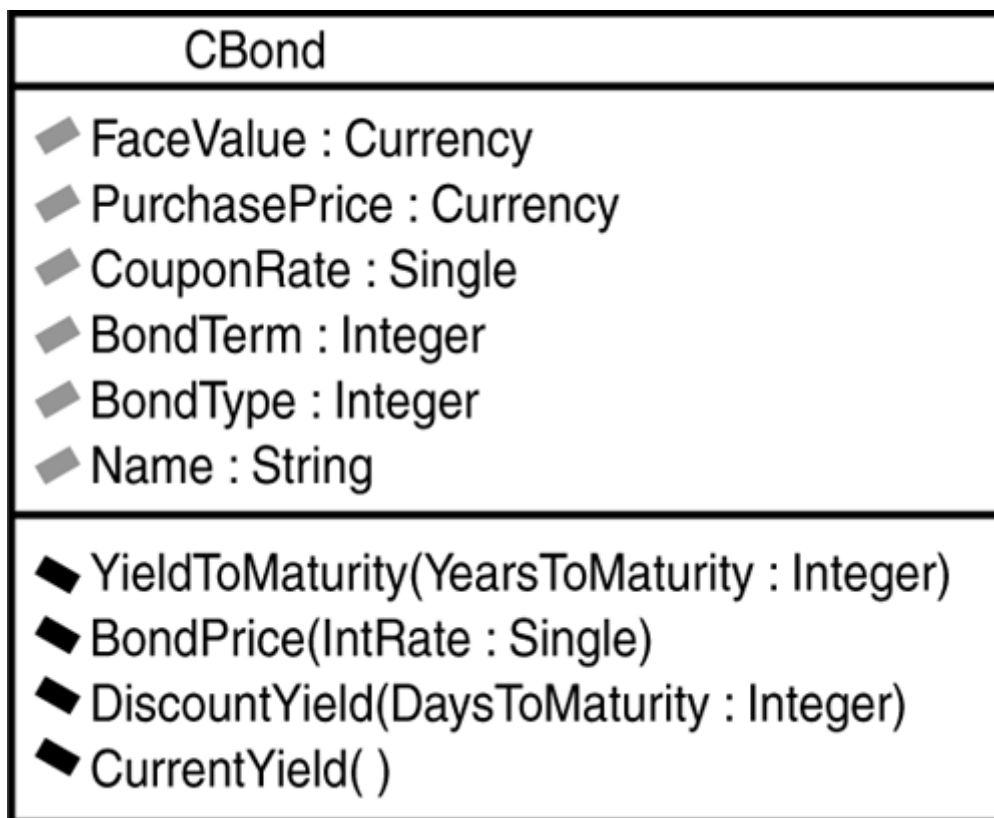 CBond
FaceValue : Currency
PurchasePrice : Currency
CouponRate : Single
BondTerm : Integer
BondType : Integer
Name : String
YieldToMaturity(YearsToMaturity : Integer)
BondPrice(IntRate : Single)
DiscountYield(DaysToMaturity : Integer)
CurrentYield( )